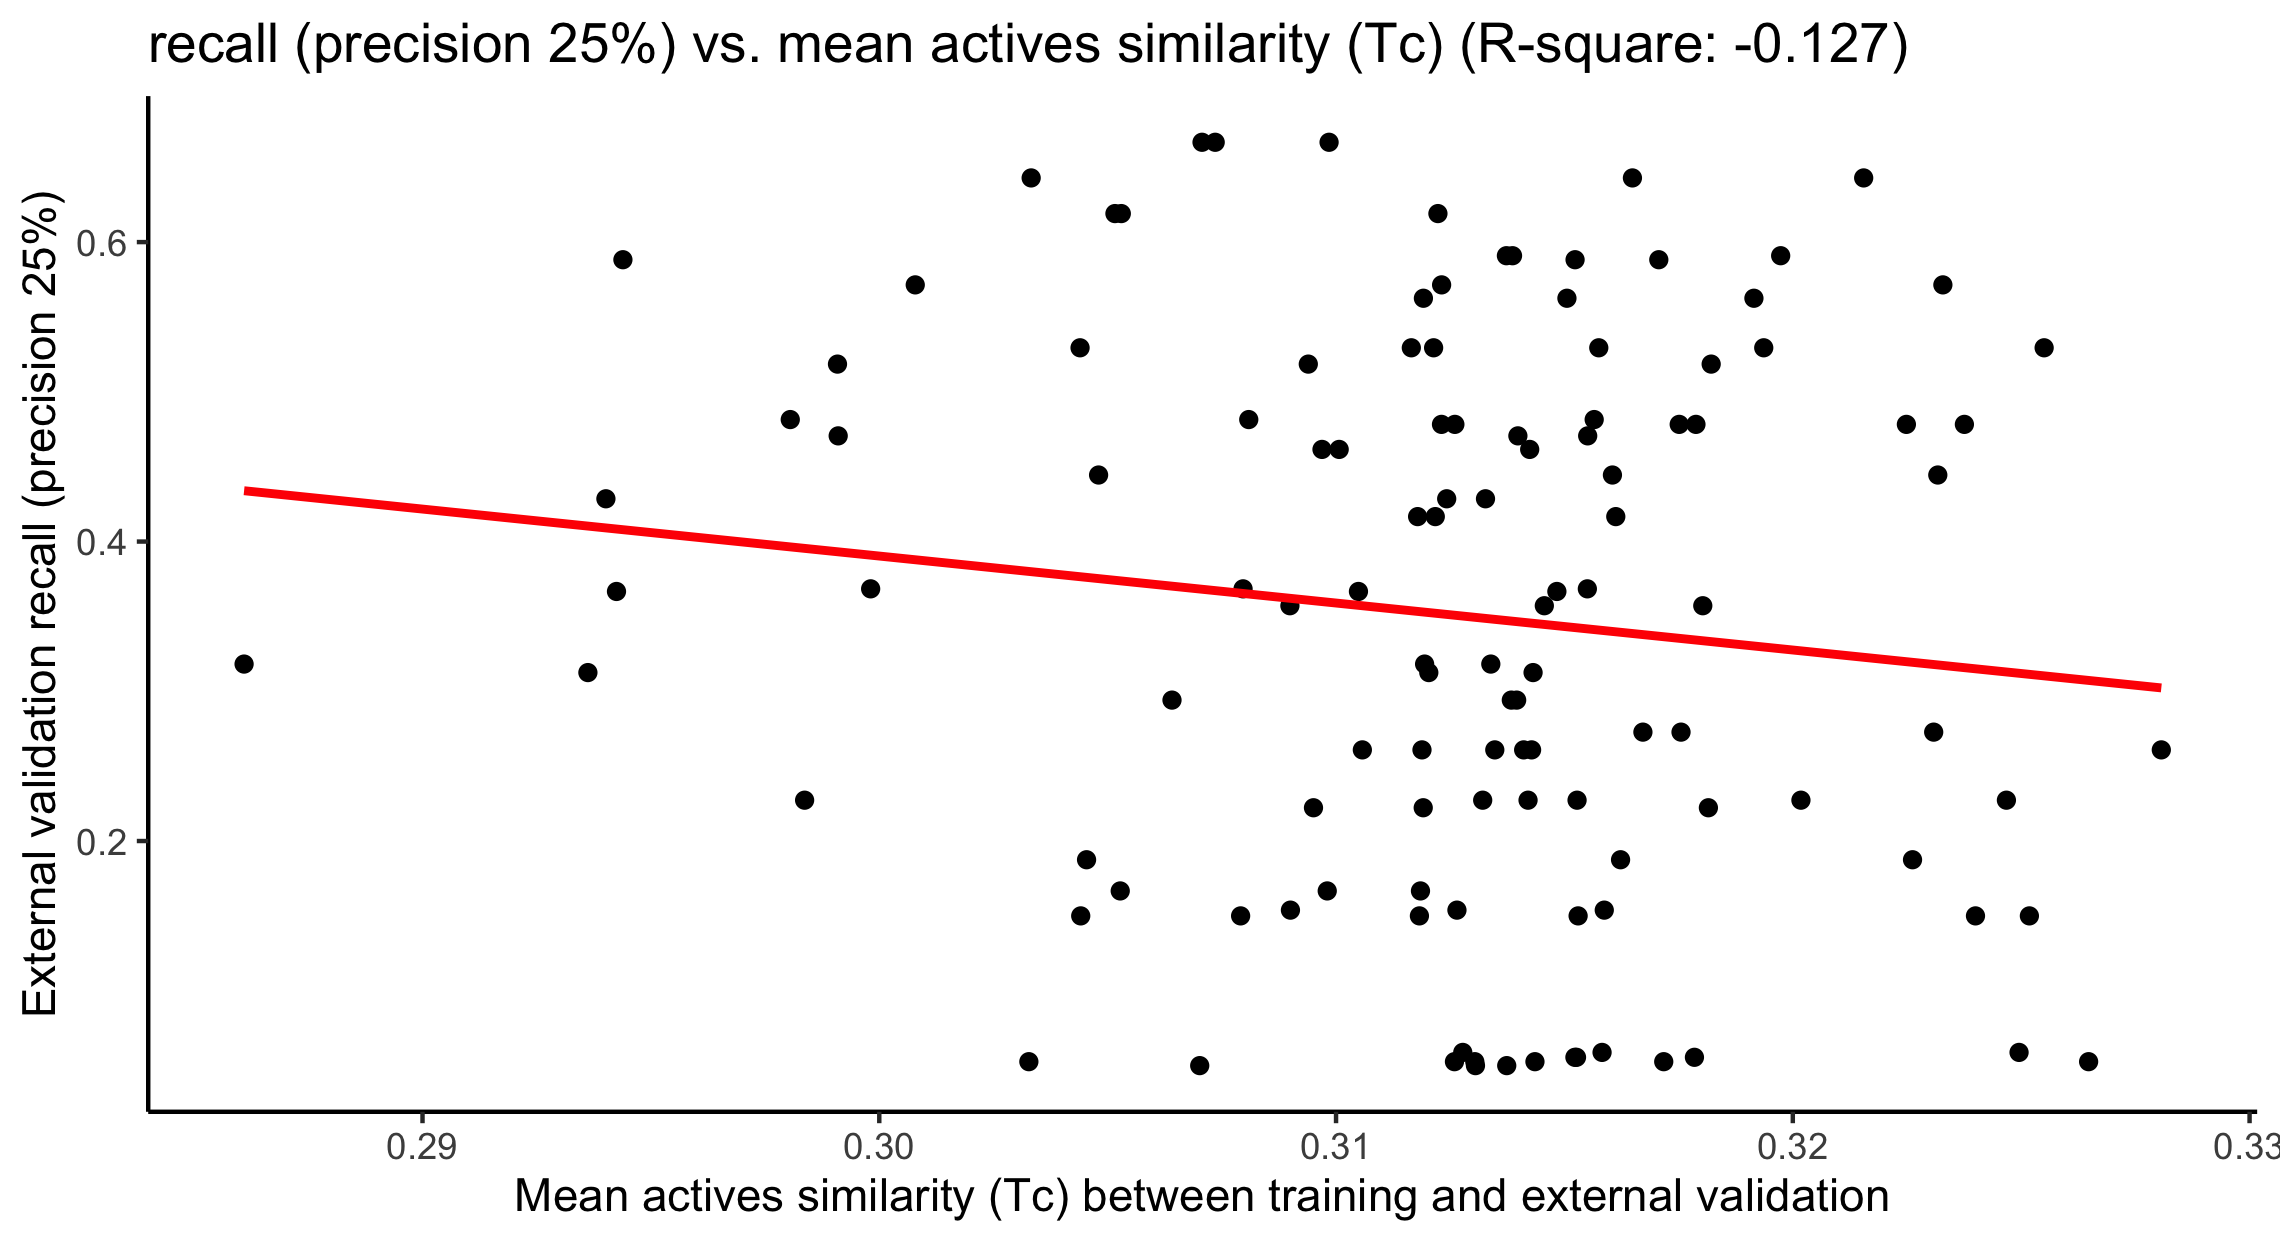 recall (precision 25%) vs. mean actives similarity (Tc) (R-square: -0.127)
External validation recall (precision 25%)
0.6
0.4
0.2
0.29
0.30
0.31
0.32
0.33
Mean actives similarity (Tc) between training and external validation